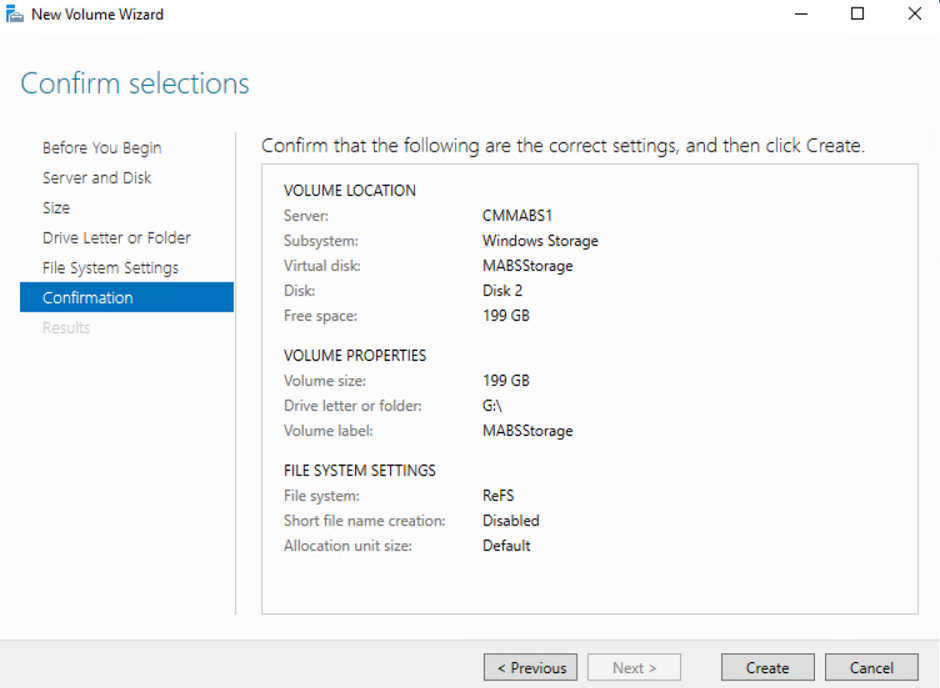 New Volume Wizard
Confirm selections
Before You Begin
Server and Disk
Size
Drive Letter or Folder
File System Settings
Confirmation
Results
Confirm that the following are the correct settings, and then click Create.
VOLUME LOCATION
Server: CMMABS1
Subsystem: Windows Storage
Virtual disk: MABSStorage
Disk: Disk 2
Free space: 199 GB
VOLUME PROPERTIES
Volume size: 199 GB
Drive letter or folder: G:\
Volume label: MABSStorage
FILE SYSTEM SETTINGS
File system: ReFS
Short file name creation: Disabled
Allocation unit size: Default
< Previous Next > Create Cancel